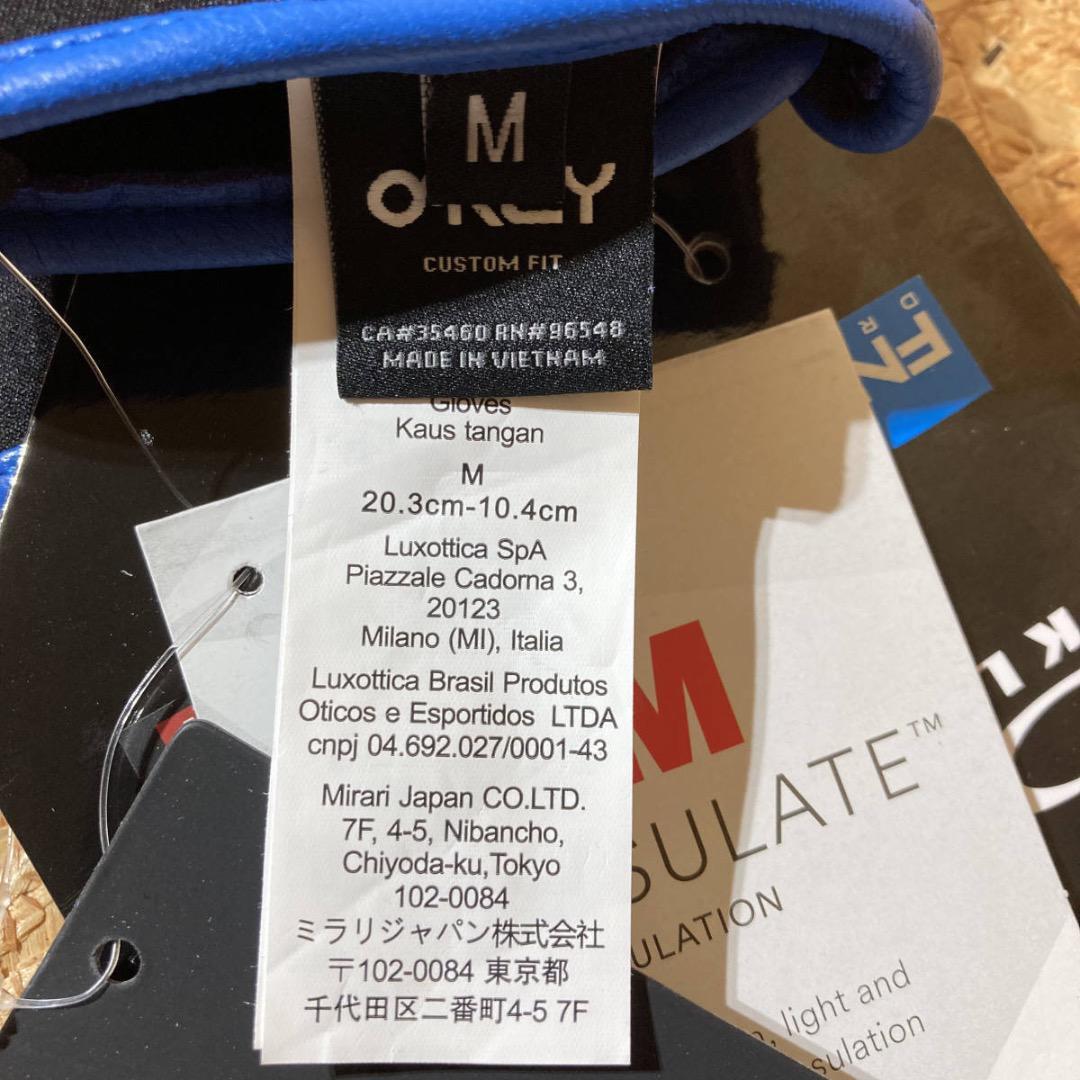 M
CUSTOM FIT
CA#35460 RN#96548
MADE IN VIETNAM
Gloves
Kaus tangan
M
20.3cm-10.4cm
Luxottica SpA
Piazzale Cadorna 3,
20123
Milano (MI), Italia
Luxottica Brasil Produtos
Oticos e Esportidos LTDA
cnpj 04.692.027/0001-43
Mirari Japan CO.LTD.
7F, 4-5, Nibancho,
Chiyoda-ku,Tokyo
102-0084
ミラリジャパン株式会社
〒102-0084 東京都
千代田区二番町4-5 7F
M
SULATE™
ULATION
light and
sulation